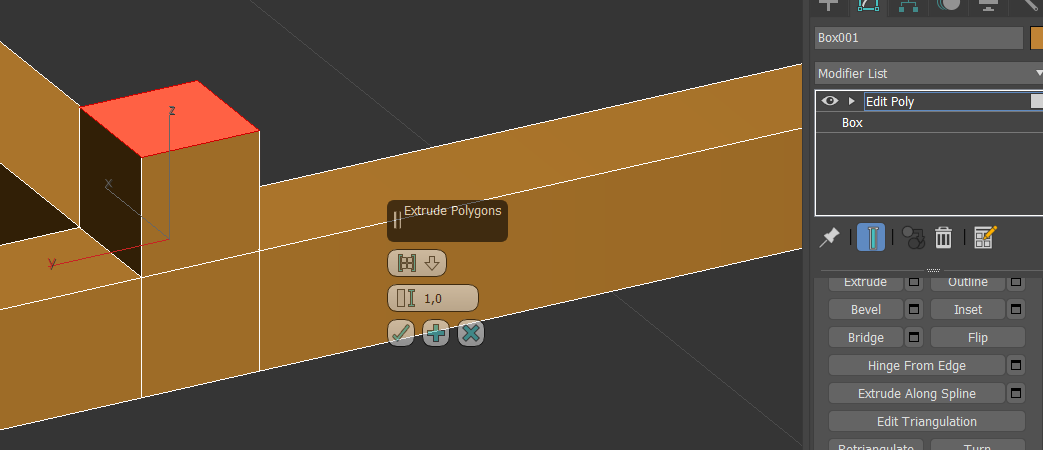 Box001
Modifier List
Edit Poly
Box
z
x
y
Extrude Polygons
1,0
Extrude Outline
Bevel Inset
Bridge Flip
Hinge From Edge
Extrude Along Spline
Edit Triangulation
Retriangulate Turn